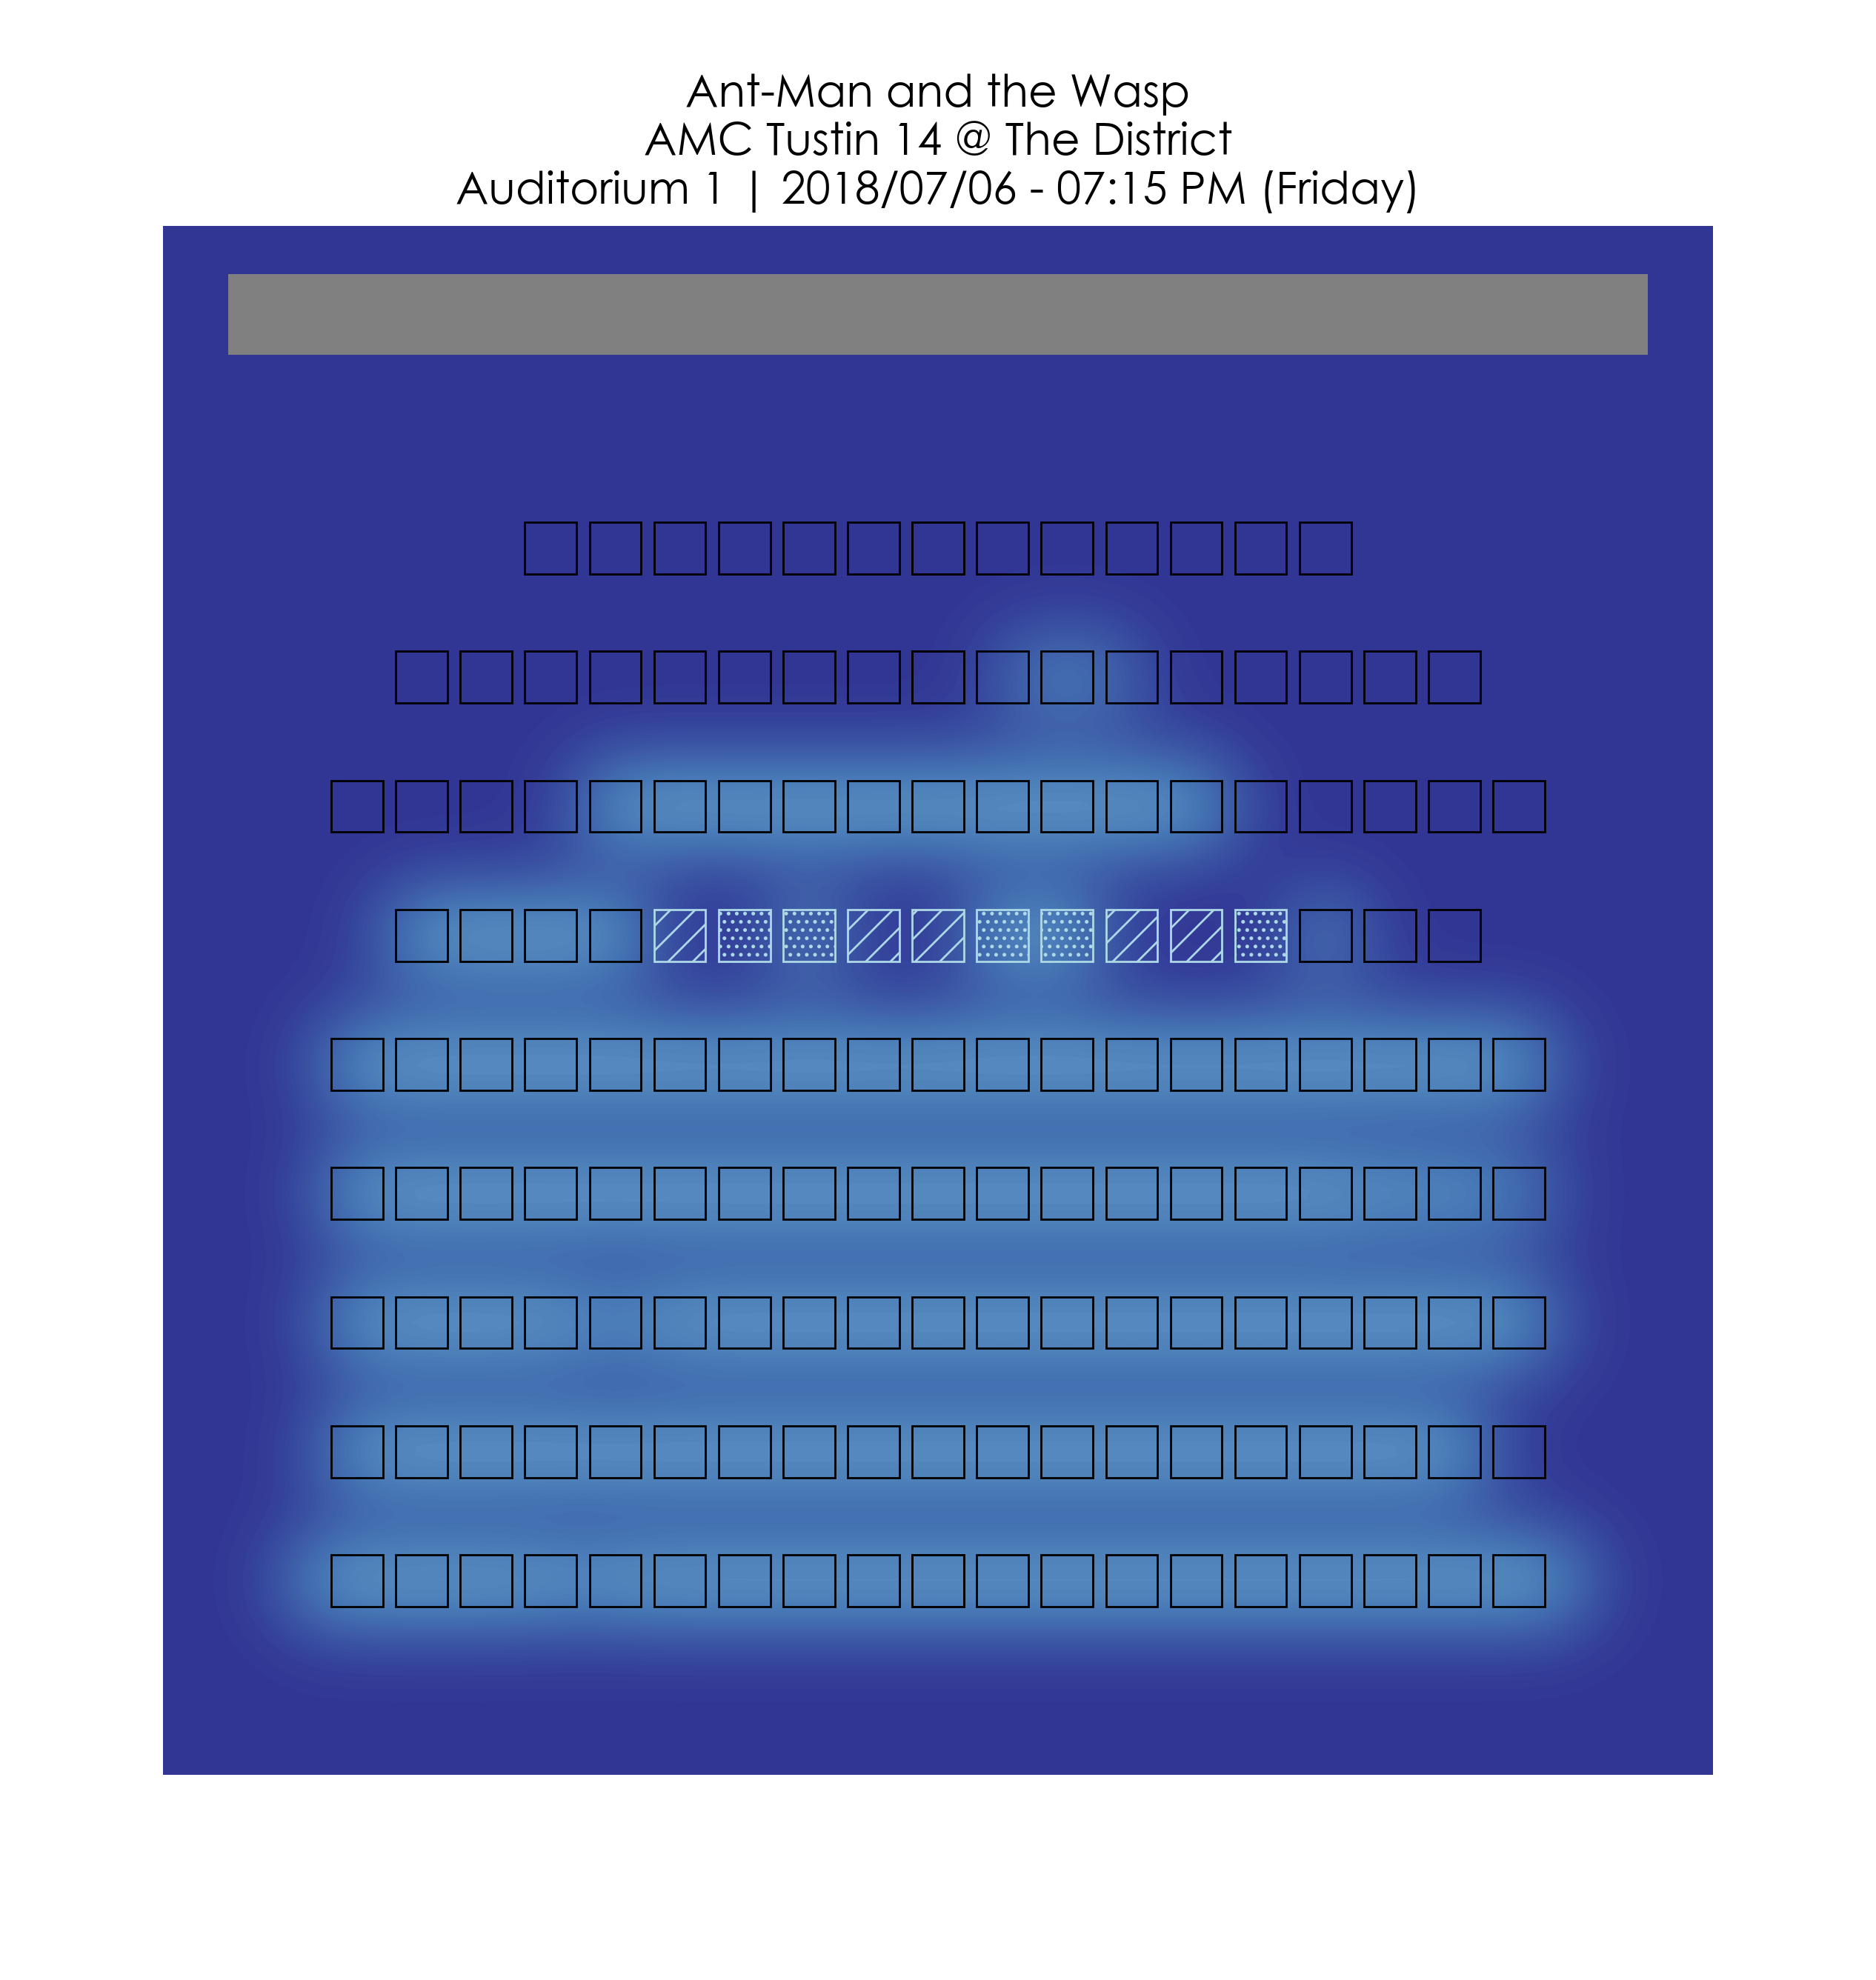 Ant-Man and the Wasp
AMC Tustin 14 @ The District
Auditorium 1 | 2018/07/06 - 07:15 PM (Friday)